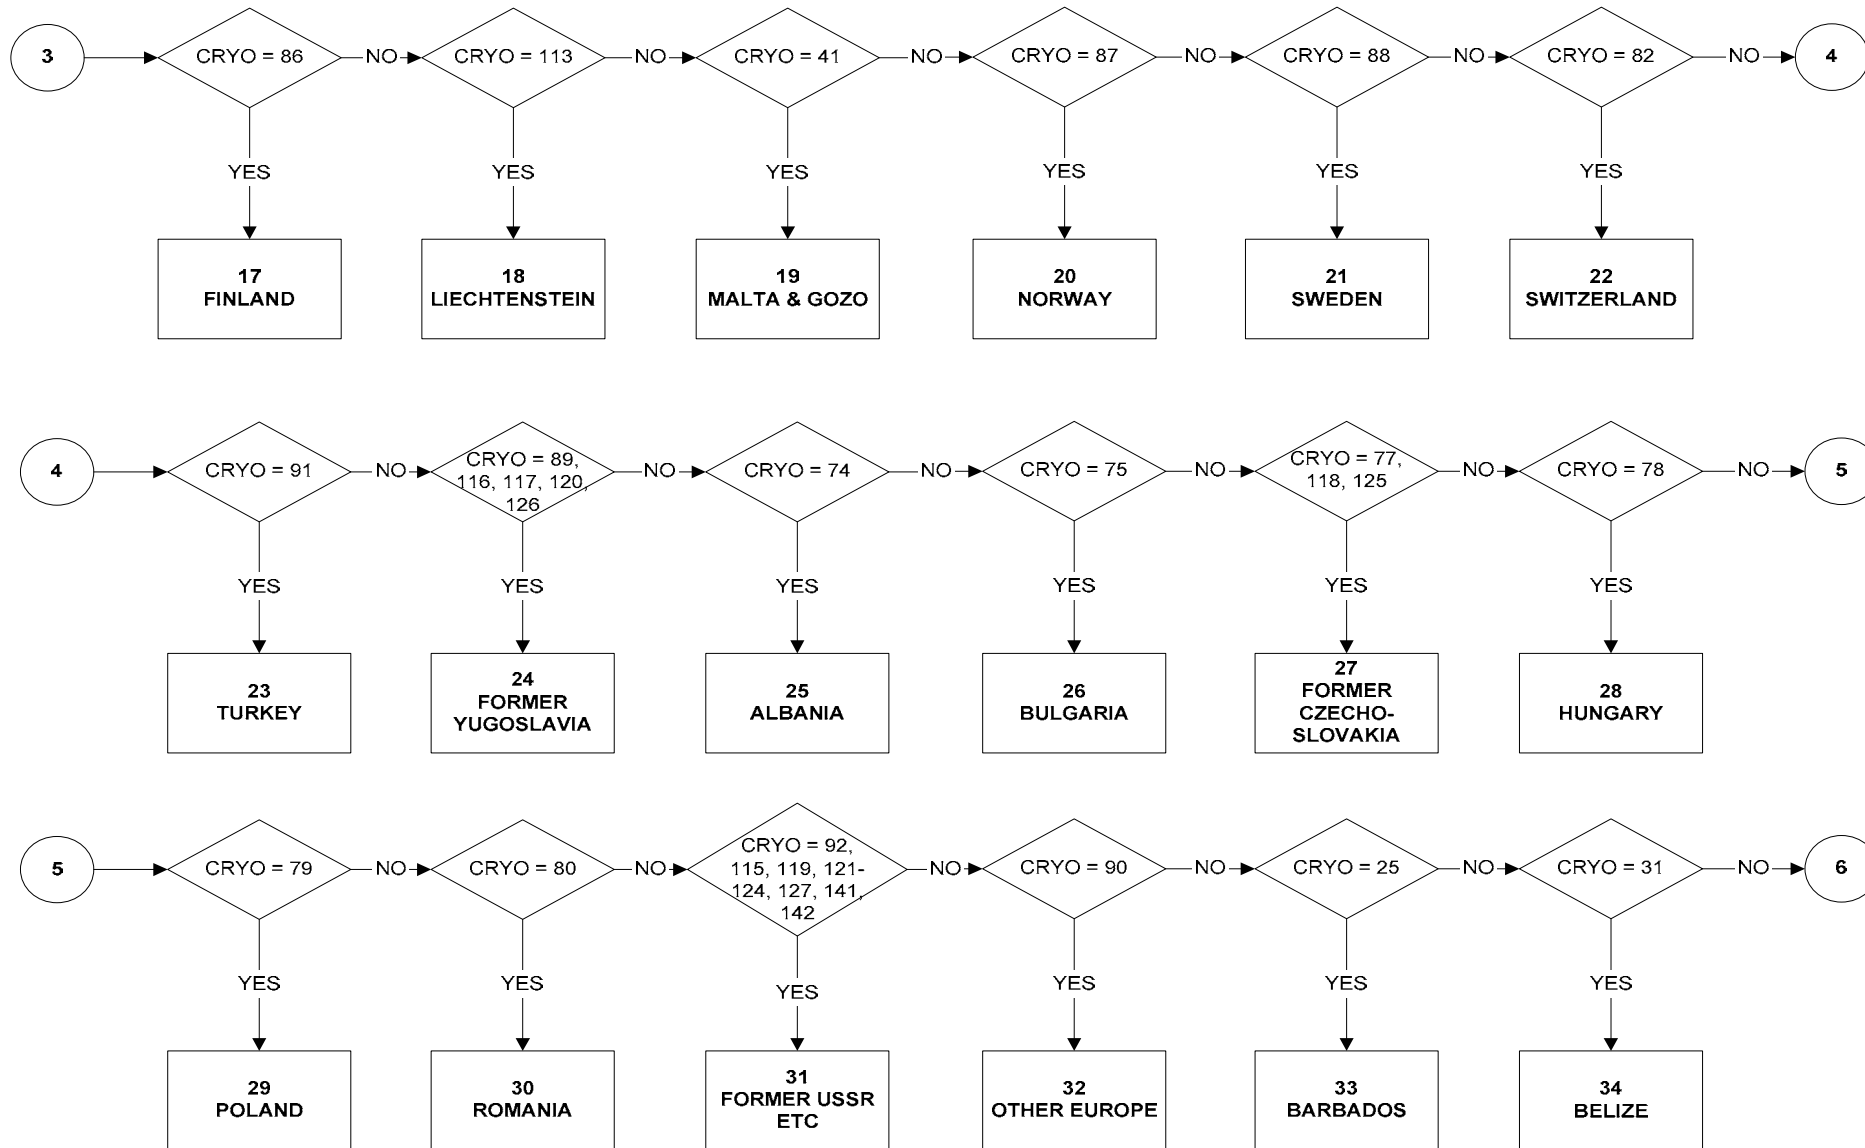 3
CRYO = 86
NO
CRYO = 113
NO
CRYO = 41
NO
CRYO = 87
NO
CRYO = 88
NO
CRYO = 82
NO
4
YES
YES
YES
YES
YES
YES
17
FINLAND
18
LIECHTENSTEIN
19
MALTA & GOZO
20
NORWAY
21
SWEDEN
22
SWITZERLAND
4
CRYO = 91
NO
CRYO = 89,
116, 117, 120,
126
NO
CRYO = 74
NO
CRYO = 75
NO
CRYO = 77,
118, 125
NO
CRYO = 78
NO
5
YES
YES
YES
YES
YES
YES
23
TURKEY
24
FORMER
YUGOSLAVIA
25
ALBANIA
26
BULGARIA
27
FORMER
CZECHO-
SLOVAKIA
28
HUNGARY
5
CRYO = 79
NO
CRYO = 80
NO
CRYO = 92,
115, 119, 121-
124, 127, 141,
142
NO
CRYO = 90
NO
CRYO = 25
NO
CRYO = 31
NO
6
YES
YES
YES
YES
YES
YES
29
POLAND
30
ROMANIA
31
FORMER USSR
ETC
32
OTHER EUROPE
33
BARBADOS
34
BELIZE